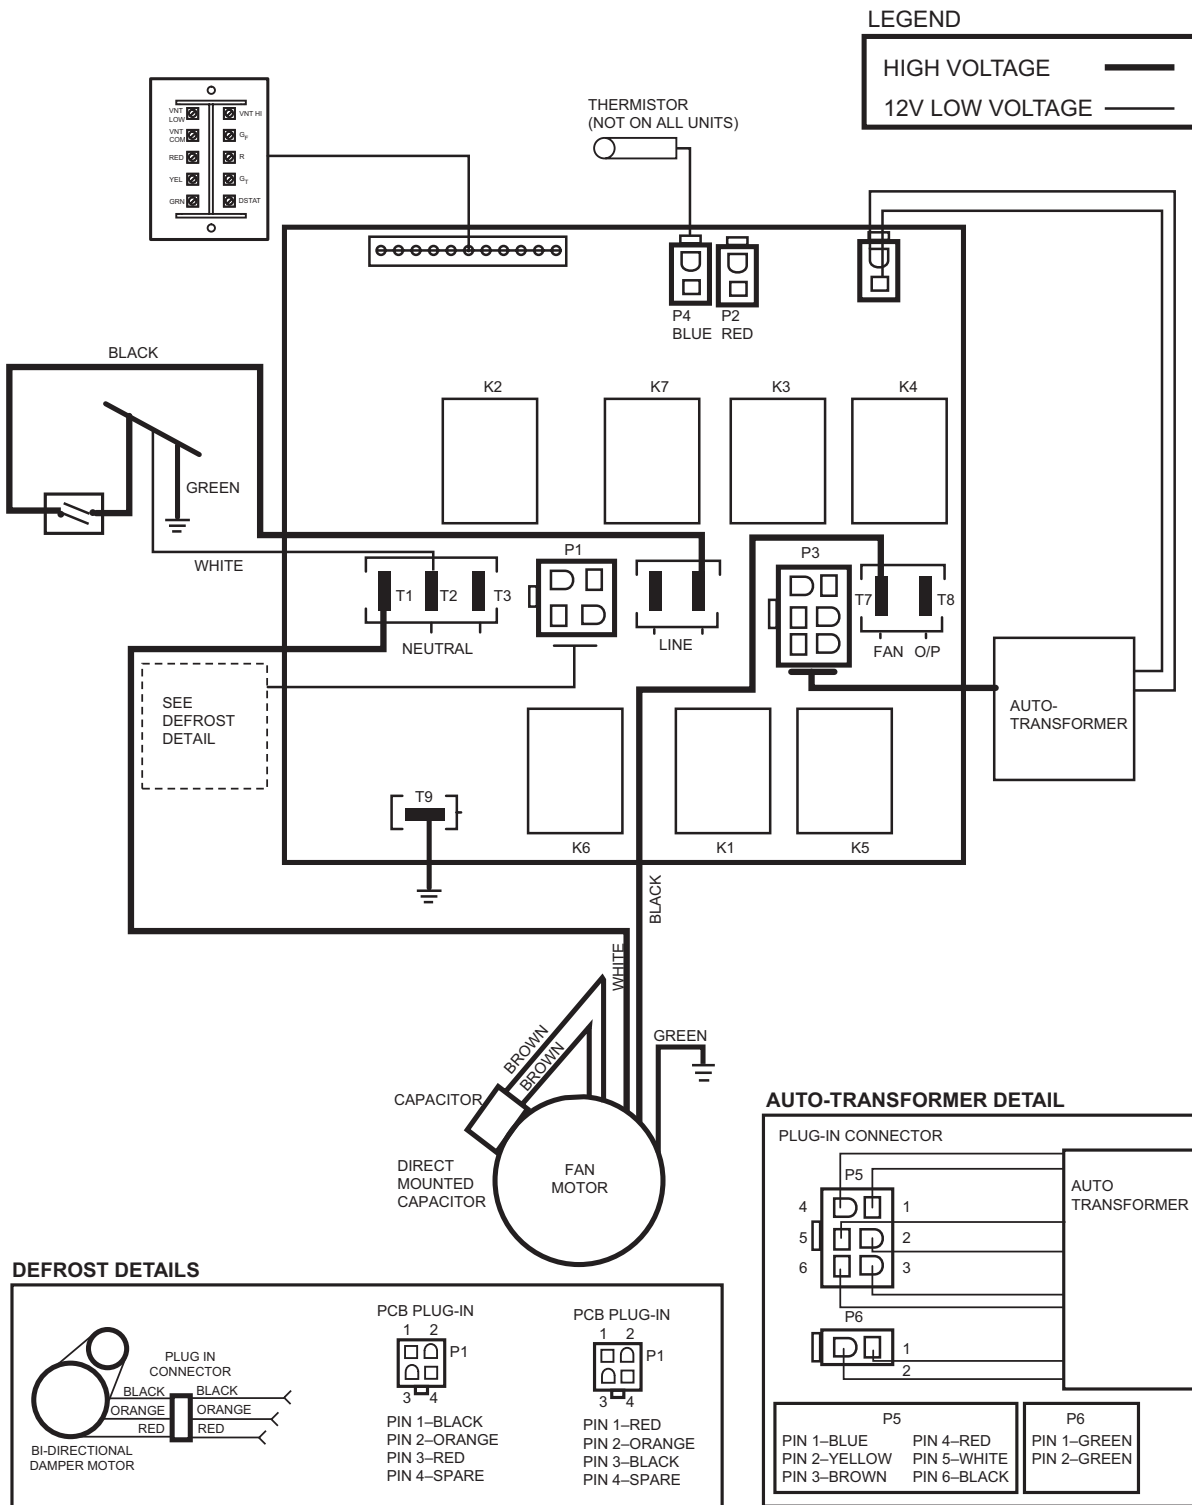 LEGEND
HIGH VOLTAGE
12V LOW VOLTAGE
VNT
LOW
VNT HI
VNT
COM
GF
RED
R
YEL
GT
GRN
DSTAT
THERMISTOR
(NOT ON ALL UNITS)
P4
BLUE
P2
RED
BLACK
K2
K7
K3
K4
GREEN
WHITE
P1
P3
T1
T2
T3
T7
T8
NEUTRAL
LINE
FAN
O/P
SEE
DEFROST
DETAIL
AUTO-
TRANSFORMER
T9
K6
K1
K5
BLACK
WHITE
BROWN
BROWN
GREEN
CAPACITOR
DIRECT
MOUNTED
CAPACITOR
FAN
MOTOR
AUTO-TRANSFORMER DETAIL
PLUG-IN CONNECTOR
P5
4
1
5
2
6
3
AUTO
TRANSFORMER
P6
1
2
P5
PIN 1–BLUE
PIN 4–RED
PIN 2–YELLOW
PIN 5–WHITE
PIN 3–BROWN
PIN 6–BLACK
P6
PIN 1–GREEN
PIN 2–GREEN
DEFROST DETAILS
PLUG IN
CONNECTOR
BLACK
BLACK
ORANGE
ORANGE
RED
RED
BI-DIRECTIONAL
DAMPER MOTOR
PCB PLUG-IN
1 2
P1
3 4
PIN 1–BLACK
PIN 2–ORANGE
PIN 3–RED
PIN 4–SPARE
PCB PLUG-IN
1 2
P1
3 4
PIN 1–RED
PIN 2–ORANGE
PIN 3–BLACK
PIN 4–SPARE